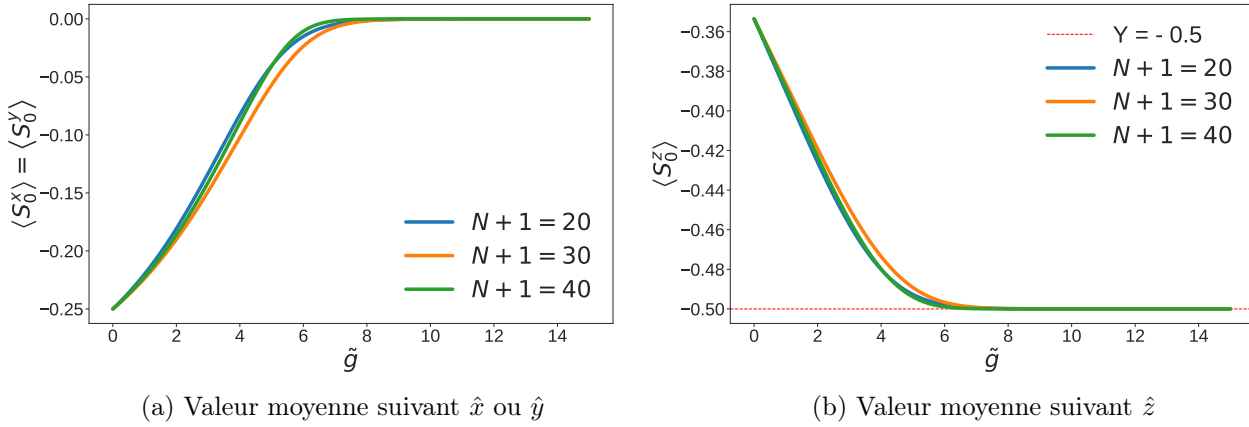 0.00
−0.05
−0.10
−0.15
−0.20
−0.25
⟨S₀ˣ⟩ = ⟨S₀ʸ⟩
0 2 4 6 8 10 12 14
g̃
N + 1 = 20
N + 1 = 30
N + 1 = 40
(a) Valeur moyenne suivant x̂ ou ŷ
−0.36
−0.38
−0.40
−0.42
−0.44
−0.46
−0.48
−0.50
⟨S₀ᶻ⟩
0 2 4 6 8 10 12 14
g̃
Y = - 0.5
N + 1 = 20
N + 1 = 30
N + 1 = 40
(b) Valeur moyenne suivant ẑ